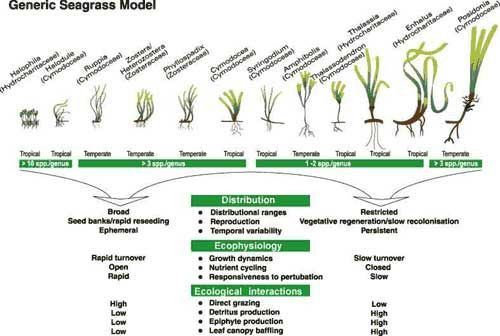 Generic Seagrass Model
Halophila
(Hydrocharitaceae)
Halodule
(Cymodoceae)
Ruppia
(Cymodoceae)
Zostera/
Heterozostera
(Zosteraceae)
Phyllospadix
(Zosteraceae)
Cymodocea
(Cymodoceae)
Syringodium
(Cymodoceae)
Amphibolis
(Cymodoceae)
Thalassodendron
(Cymodoceae)
Thalassia
(Hydrocharitaceae)
Enhalus
(Hydrocharitaceae)
Posidonia
(Cymodoceae)
Tropical Tropical Temperate Temperate Temperate Tropical Tropical Temperate Tropical Tropical Tropical Temperate
> 10 spp./genus > 3 spp./genus 1-2 spp./genus > 3 spp./genus
Distribution
Broad • Distributional ranges Restricted
Seed banks/rapid reseeding • Reproduction Vegetative regeneration/slow recolonisation
Ephemeral • Temporal variability Persistent
Ecophysiology
Rapid turnover • Growth dynamics Slow turnover
Open • Nutrient cycling Closed
Rapid • Responsiveness to pertubation Slow
Ecological interactions
High • Direct grazing Low
Low • Detritus production High
Low • Epiphyte production High
Low • Leaf canopy baffling High